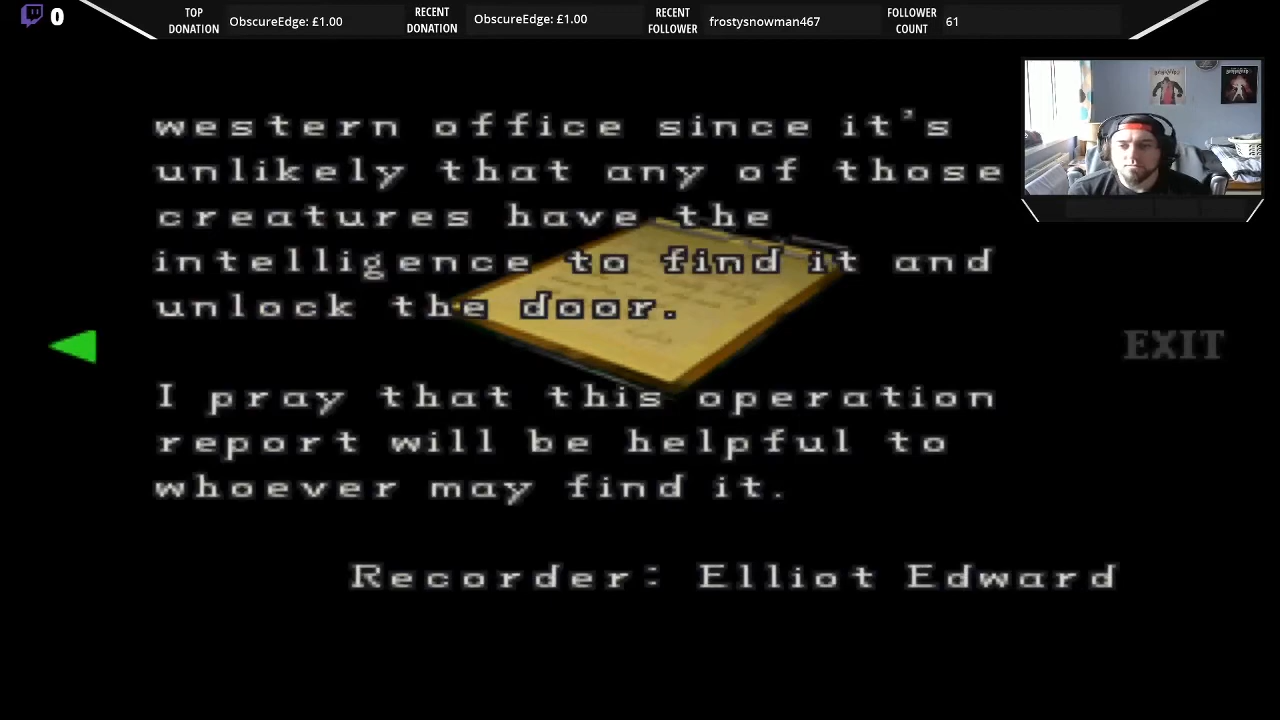 0
TOP DONATION
ObscureEdge: £1.00
RECENT DONATION
ObscureEdge: £1.00
RECENT FOLLOWER
frostysnowman467
FOLLOWER COUNT
61
western office since it's
unlikely that any of those
creatures have the
intelligence to find it and
unlock the door.
EXIT
I pray that this operation
report will be helpful to
whoever may find it.
Recorder: Elliot Edward